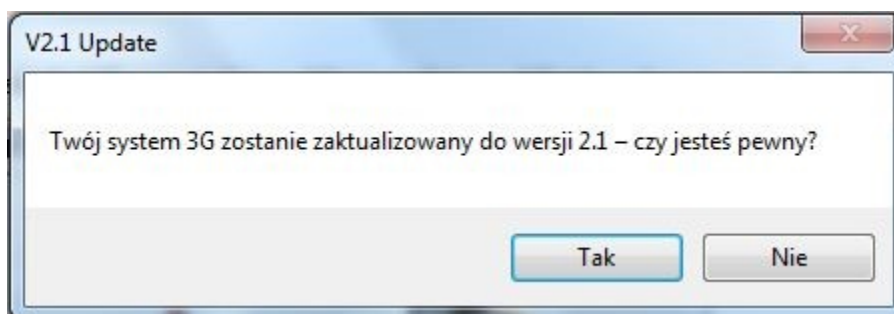 V2.1 Update
Twój system 3G zostanie zaktualizowany do wersji 2.1 – czy jesteś pewny?
Tak
Nie